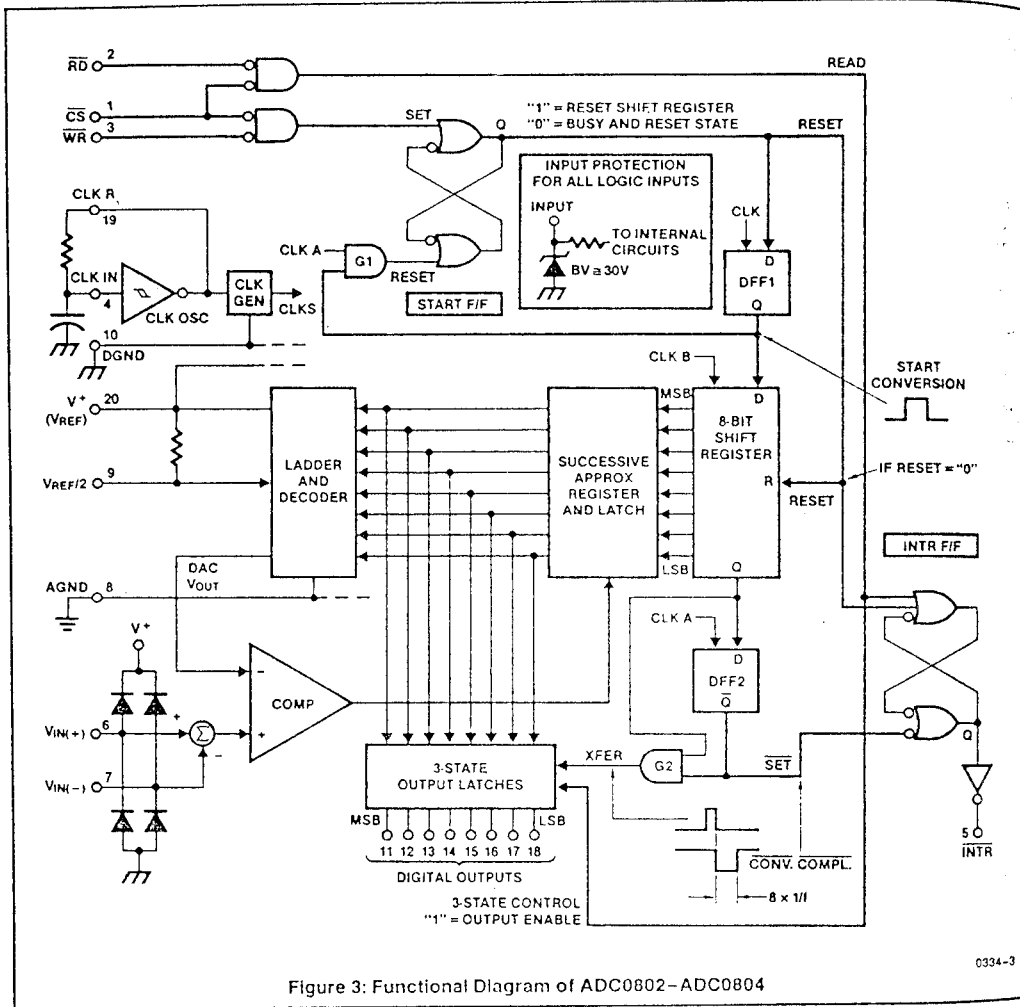 RD 2
READ
CS 1
WR 3
SET
Q
"1" = RESET SHIFT REGISTER
"0" = BUSY AND RESET STATE
RESET
INPUT PROTECTION
FOR ALL LOGIC INPUTS
INPUT
TO INTERNAL
CIRCUITS
BV ≅ 30V
CLK R
19
CLK A
G1
RESET
START F/F
CLK
D
DFF1
Q
CLK IN
4
CLK OSC
CLK
GEN
CLKS
10
DGND
CLK B
START
CONVERSION
V+
(VREF)
20
VREF/2
9
LADDER
AND
DECODER
SUCCESSIVE
APPROX
REGISTER
AND LATCH
MSB
LSB
D
8-BIT
SHIFT
REGISTER
R
Q
RESET
IF RESET = "0"
INTR F/F
AGND 8
DAC
VOUT
V+
COMP
-
+
VIN(+) 6
+
Σ
-
VIN(-) 7
CLK A
D
DFF2
Q
XFER
G2
SET
Q
5
INTR
3-STATE
OUTPUT LATCHES
MSB
LSB
11 12 13 14 15 16 17 18
DIGITAL OUTPUTS
CONV. COMPL.
8 x 1/f
3-STATE CONTROL
"1" = OUTPUT ENABLE
0334-3
Figure 3: Functional Diagram of ADC0802–ADC0804